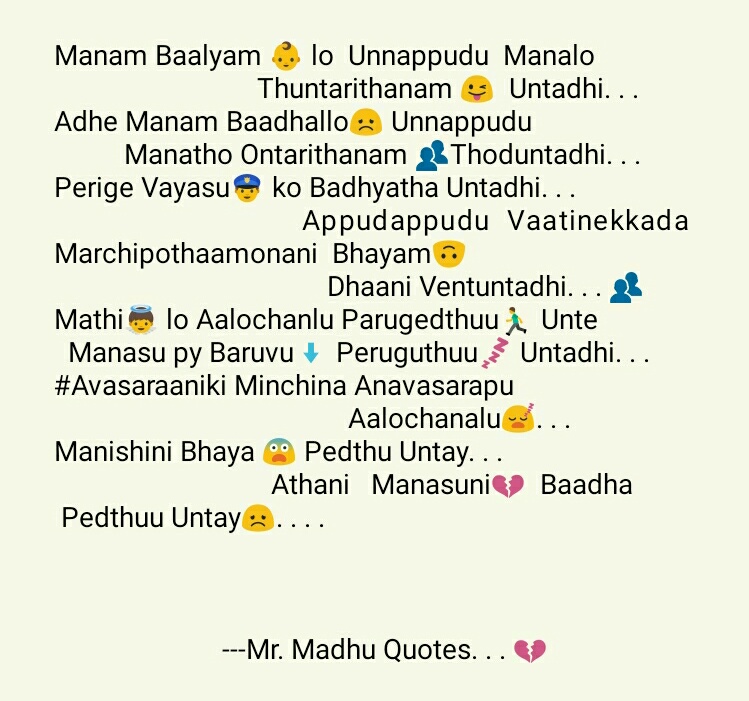 Manam Baalyam 👶 lo Unnappudu Manalo
Thuntarithanam 😜 Untadhi. . .
Adhe Manam Baadhallo☹️ Unnappudu
Manatho Ontarithanam 👥Thoduntadhi. . .
Perige Vayasu👮 ko Badhyatha Untadhi. . .
Appudappudu Vaatinekkada
Marchipothaamonani Bhayam🙃
Dhaani Ventuntadhi. . . 👥
Mathi👼 lo Aalochanlu Parugedthuu🏃‍♂️ Unte
Manasu py Baruvu⬇️ Peruguthuu💤 Untadhi. . .
#Avasaraaniki Minchina Anavasarapu
Aalochanalu😴. . .
Manishini Bhaya 😨 Pedthu Untay. . .
Athani Manasuni💔 Baadha
Pedthuu Untay☹️. . . .
---Mr. Madhu Quotes. . . 💔